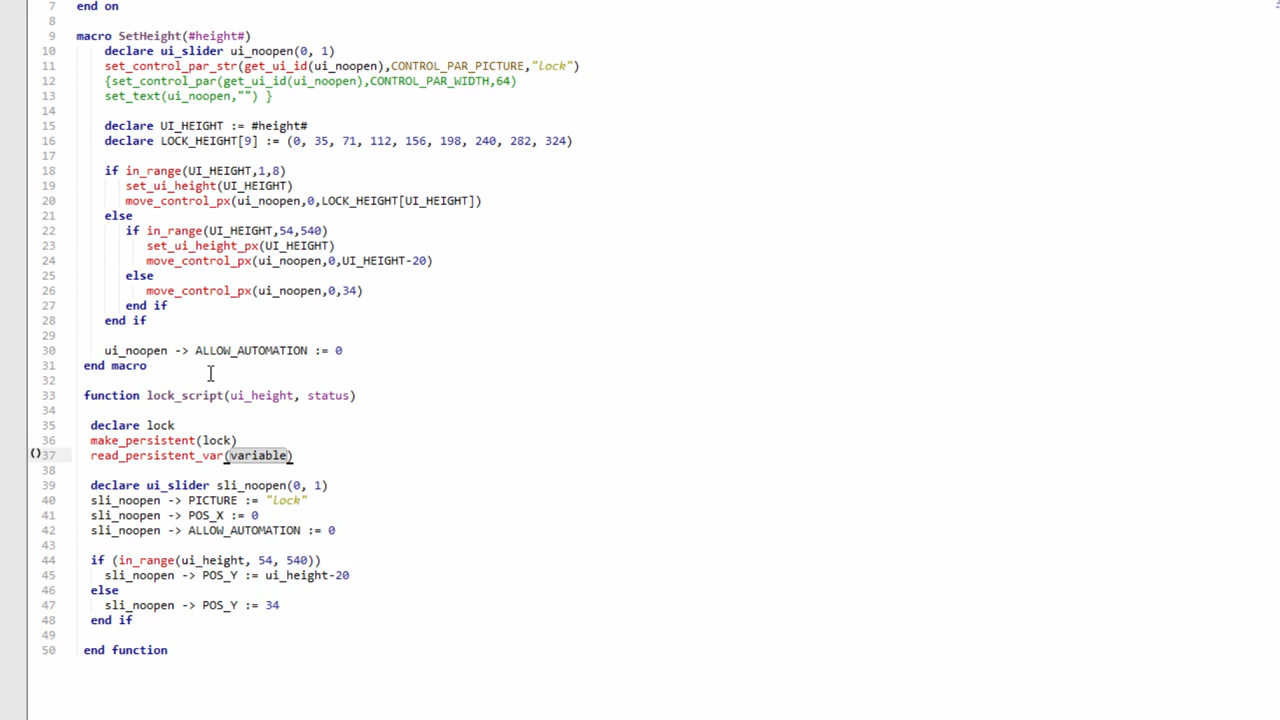 7 end on
8
9 macro SetHeight(#height#)
10 declare ui_slider ui_noopen(0, 1)
11 set_control_par_str(get_ui_id(ui_noopen),CONTROL_PAR_PICTURE,"lock")
12 {set_control_par(get_ui_id(ui_noopen),CONTROL_PAR_WIDTH,64)
13 set_text(ui_noopen,"") }
14
15 declare UI_HEIGHT := #height#
16 declare LOCK_HEIGHT[9] := (0, 35, 71, 112, 156, 198, 240, 282, 324)
17
18 if in_range(UI_HEIGHT,1,8)
19 set_ui_height(UI_HEIGHT)
20 move_control_px(ui_noopen,0,LOCK_HEIGHT[UI_HEIGHT])
21 else
22 if in_range(UI_HEIGHT,54,540)
23 set_ui_height_px(UI_HEIGHT)
24 move_control_px(ui_noopen,0,UI_HEIGHT-20)
25 else
26 move_control_px(ui_noopen,0,34)
27 end if
28 end if
29
30 ui_noopen -> ALLOW_AUTOMATION := 0
31 end macro
32
33 function lock_script(ui_height, status)
34
35 declare lock
36 make_persistent(lock)
37 read_persistent_var(variable)
38
39 declare ui_slider sli_noopen(0, 1)
40 sli_noopen -> PICTURE := "lock"
41 sli_noopen -> POS_X := 0
42 sli_noopen -> ALLOW_AUTOMATION := 0
43
44 if (in_range(ui_height, 54, 540))
45 sli_noopen -> POS_Y := ui_height-20
46 else
47 sli_noopen -> POS_Y := 34
48 end if
49
50 end function